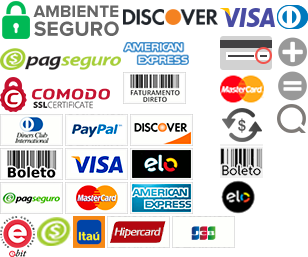 AMBIENTE
SEGURO
DISCOVER
VISA
pagseguro
AMERICAN
EXPRESS
COMODO
SSL CERTIFICATE
FATURAMENTO
DIRETO
MasterCard
Diners Club
International
PayPal
DISCOVER
Boleto
VISA
elo
Boleto
pagseguro
MasterCard
AMERICAN
EXPRESS
elo
e
ebit
Itaú
Hipercard
JCB